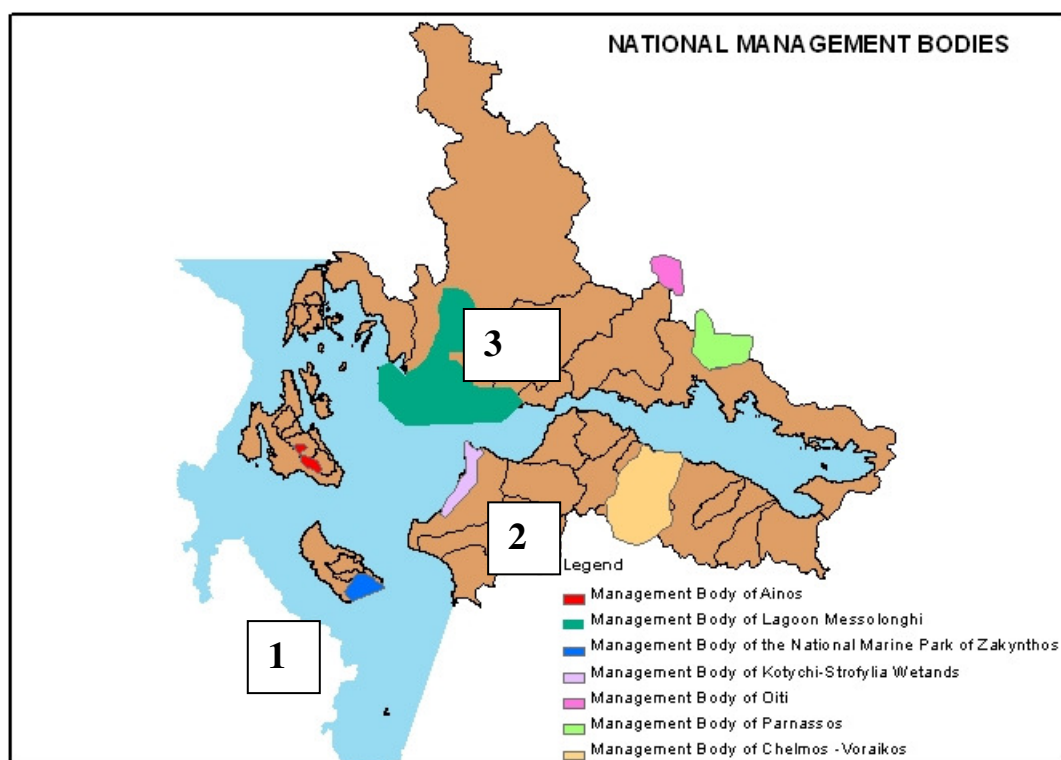 NATIONAL MANAGEMENT BODIES
3
2
1
Legend
Management Body of Ainos
Management Body of Lagoon Messolonghi
Management Body of the National Marine Park of Zakynthos
Management Body of Kotychi-Strofylia Wetands
Management Body of Oiti
Management Body of Parnassos
Management Body of Chelmos -Voraikos